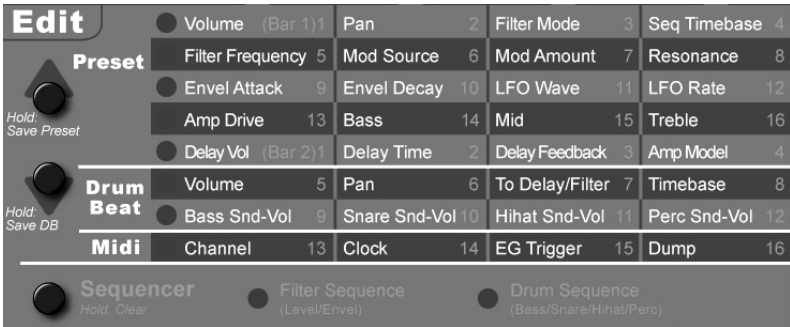 Edit
Volume (Bar 1)1 Pan 2 Filter Mode 3 Seq Timebase 4
Preset
Filter Frequency 5 Mod Source 6 Mod Amount 7 Resonance 8
Envel Attack 9 Envel Decay 10 LFO Wave 11 LFO Rate 12
Hold:
Save Preset
Amp Drive 13 Bass 14 Mid 15 Treble 16
Delay Vol (Bar 2)1 Delay Time 2 Delay Feedback 3 Amp Model 4
Drum
Beat
Volume 5 Pan 6 To Delay/Filter 7 Timebase 8
Hold:
Save DB
Bass Snd-Vol 9 Snare Snd-Vol 10 Hihat Snd-Vol 11 Perc Snd-Vol 12
Midi Channel 13 Clock 14 EG Trigger 15 Dump 16
Sequencer Filter Sequence Drum Sequence
Hold: Clear (Level/Envel) (Bass/Snare/Hihat/Perc)